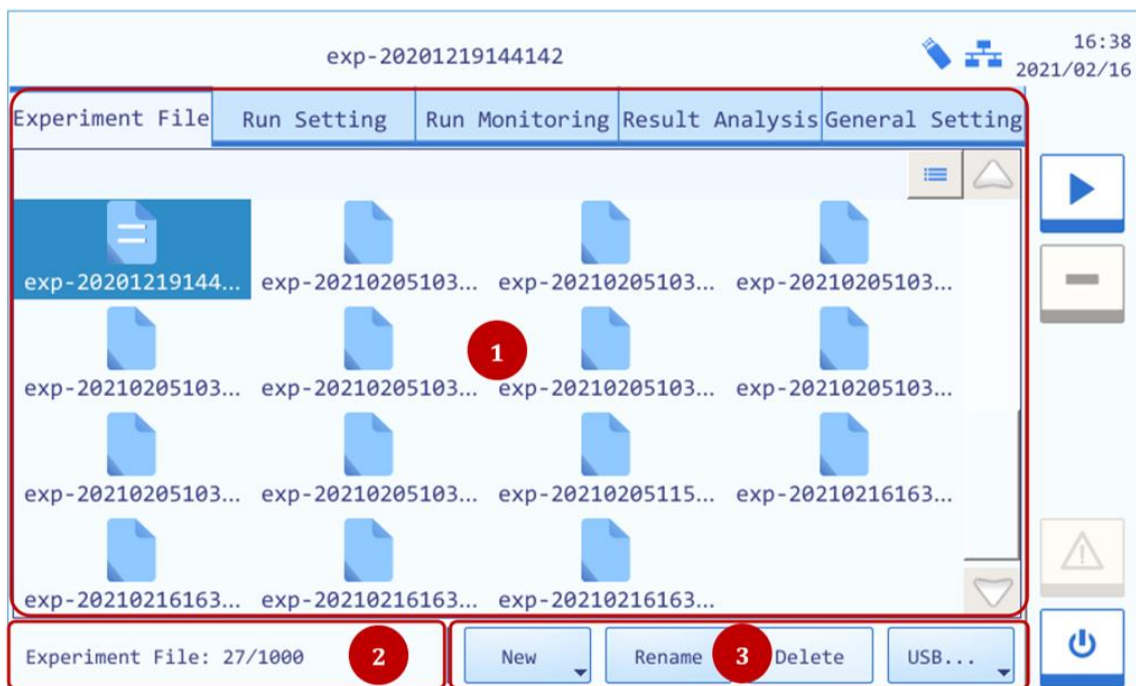 exp-20201219144142
16:38
2021/02/16
Experiment File Run Setting Run Monitoring Result Analysis General Setting
exp-20201219144... exp-20210205103... exp-20210205103... exp-20210205103...
1
exp-20210205103... exp-20210205103... exp-20210205103... exp-20210205103...
exp-20210205103... exp-20210205103... exp-20210205115... exp-20210216163...
exp-20210216163... exp-20210216163... exp-20210216163...
Experiment File: 27/1000 2 New Rename 3 Delete USB...